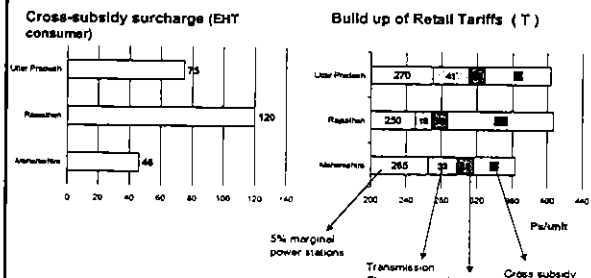 Cross-subsidy surcharge (EHT
consumer)
Uttar Pradesh
75
Rajasthan
120
Maharashtra
46
0 20 40 60 80 100 120
Build up of Retail Tariffs ( T )
Uttar Pradesh
270 41
Rajasthan
250 18
Maharashtra
265 33
200 240 280 320 360 400 440
Ps/unit
5% marginal
power stations
Transmission
Cross subsidy